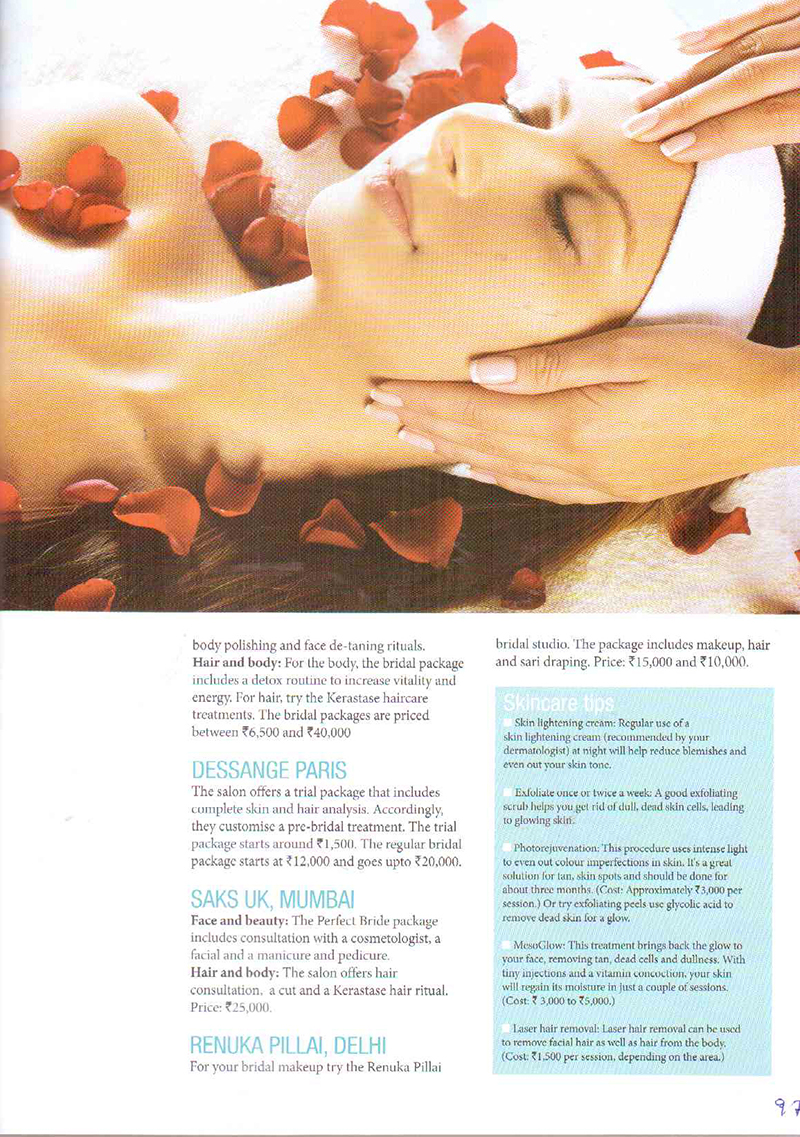 body polishing and face de-taning rituals.
Hair and body: For the body, the bridal package
includes a detox routine to increase vitality and
energy. For hair, try the Kerastase haircare
treatments. The bridal packages are priced
between ₹6,500 and ₹40,000
DESSANGE PARIS
The salon offers a trial package that includes
complete skin and hair analysis. Accordingly,
they customise a pre-bridal treatment. The trial
package starts around ₹1,500. The regular bridal
package starts at ₹12,000 and goes upto ₹20,000.
SAKS UK, MUMBAI
Face and beauty: The Perfect Bride package
includes consultation with a cosmetologist, a
facial and a manicure and pedicure.
Hair and body: The salon offers hair
consultation, a cut and a Kerastase hair ritual.
Price: ₹25,000.
RENUKA PILLAI, DELHI
For your bridal makeup try the Renuka Pillai
bridal studio. The package includes makeup, hair
and sari draping. Price: ₹15,000 and ₹10,000.
Skincare tips
Skin lightening cream: Regular use of a
skin lightening cream (recommended by your
dermatologist) at night will help reduce blemishes and
even out your skin tone.
Exfoliate once or twice a week: A good exfoliating
scrub helps you get rid of dull, dead skin cells, leading
to glowing skin.
Photorejuvenation: This procedure uses intense light
to even out colour imperfections in skin. It's a great
solution for tan, skin spots and should be done for
about three months. (Cost: Approximately ₹3,000 per
session.) Or try exfoliating peels use glycolic acid to
remove dead skin for a glow.
MesoGlow: This treatment brings back the glow to
your face, removing tan, dead cells and dullness. With
tiny injections and a vitamin concoction, your skin
will regain its moisture in just a couple of sessions.
(Cost: ₹ 3,000 to ₹5,000.)
Laser hair removal: Laser hair removal can be used
to remove facial hair as well as hair from the body.
(Cost: ₹1,500 per session, depending on the area.)
97